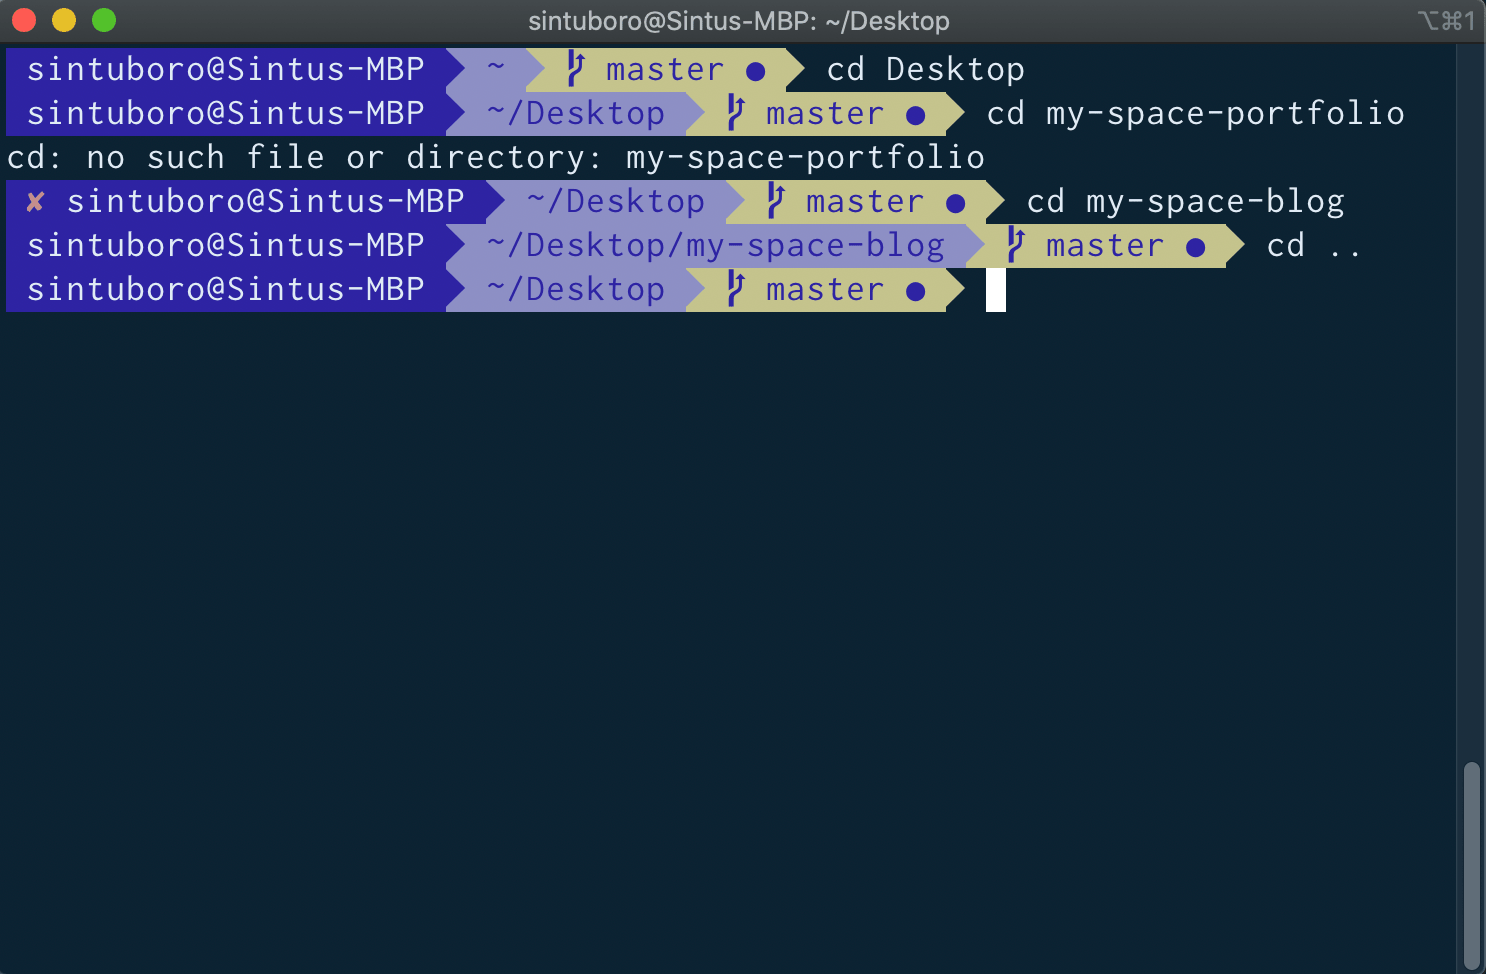 sintuboro@Sintus-MBP: ~/Desktop ⌥⌘1
sintuboro@Sintus-MBP ~ master ● cd Desktop
sintuboro@Sintus-MBP ~/Desktop master ● cd my-space-portfolio
cd: no such file or directory: my-space-portfolio
✘ sintuboro@Sintus-MBP ~/Desktop master ● cd my-space-blog
sintuboro@Sintus-MBP ~/Desktop/my-space-blog master ● cd ..
sintuboro@Sintus-MBP ~/Desktop master ●